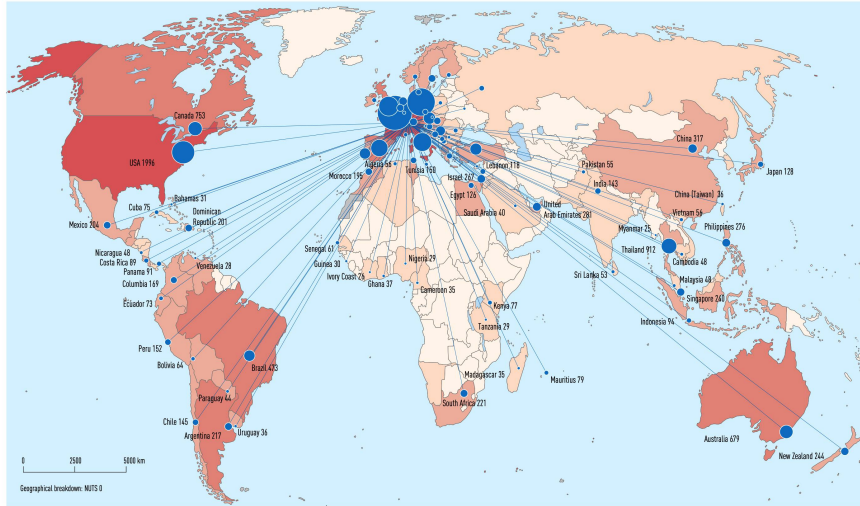 Canada 753
USA 1996
Bahamas 31
Cuba 75
Dominican
Republic 201
Mexico 204
Nicaragua 48
Costa Rica 89
Panama 91
Venezuela 28
Columbia 169
Ecuador 73
Peru 152
Bolivia 64
Brazil 473
Paraguay 44
Chile 145
Argentina 217
Uruguay 36
Algeria 56
Morocco 195
Tunisia 150
Lebanon 118
Israel 267
Egypt 126
Saudi Arabia 40
United
Arab Emirates 281
Senegal 61
Guinea 30
Ivory Coast 26
Ghana 37
Nigeria 29
Cameroon 35
Kenya 77
Tanzania 29
Madagascar 35
Mauritius 79
South Africa 221
Pakistan 55
India 143
China 317
Japan 128
China (Taiwan) 36
Vietnam 56
Myanmar 25
Philippines 276
Thailand 912
Cambodia 48
Sri Lanka 53
Malaysia 48
Singapore 240
Indonesia 94
Australia 679
New Zealand 244
0
2500
5000 km
Geographical breakdown: NUTS 0